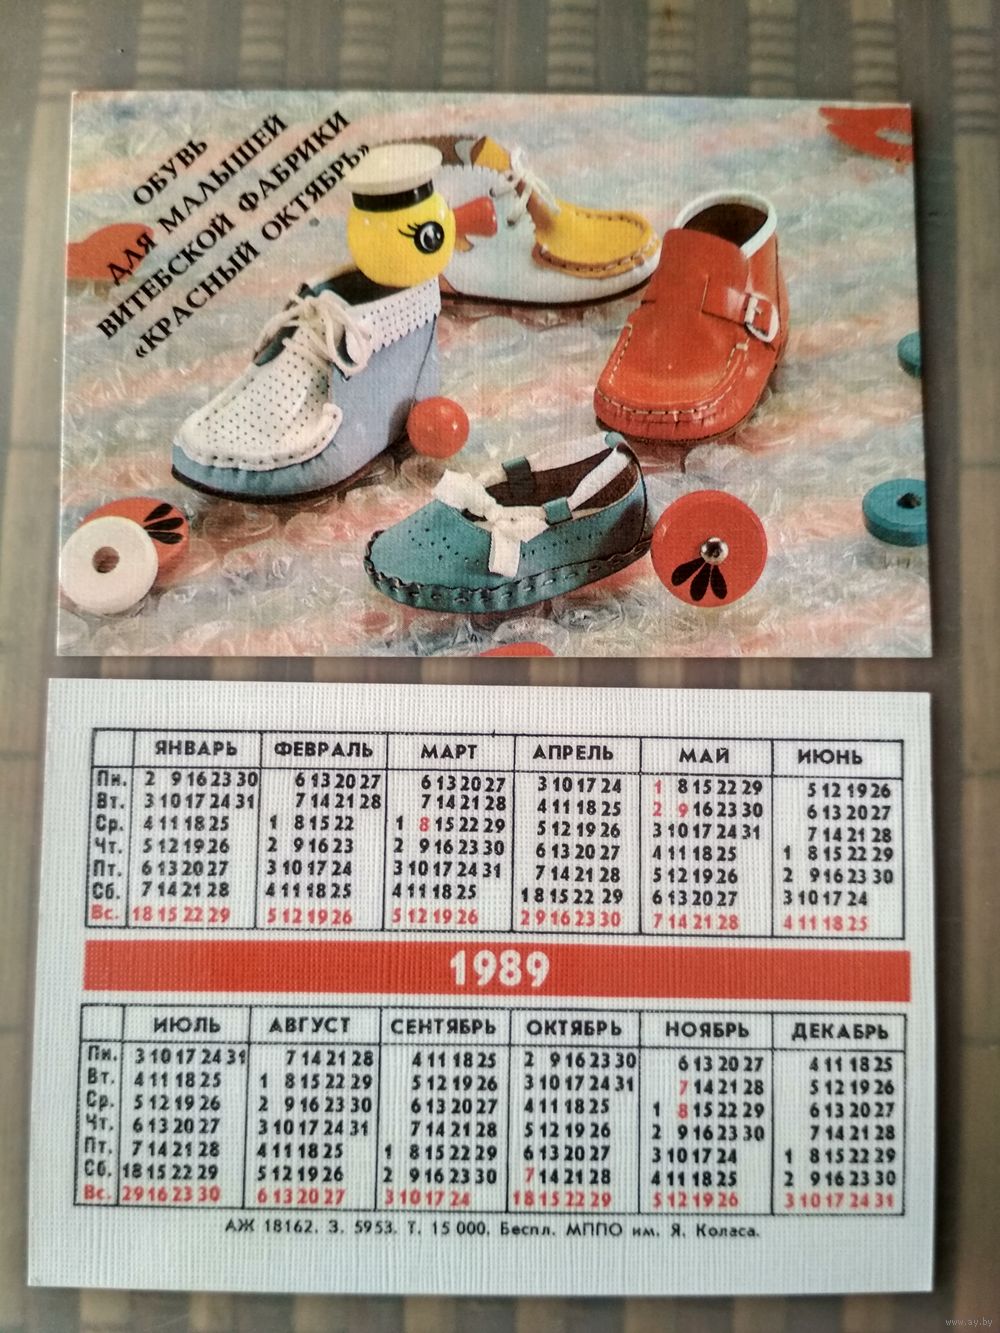 ОБУВЬ
ДЛЯ МАЛЫШЕЙ
ВИТЕБСКОЙ ФАБРИКИ
«КРАСНЫЙ ОКТЯБРЬ»
ЯНВАРЬ ФЕВРАЛЬ МАРТ АПРЕЛЬ МАЙ ИЮНЬ
Пн. 2 9 16 23 30 6 13 20 27 6 13 20 27 3 10 17 24 1 8 15 22 29 5 12 19 26
Вт. 3 10 17 24 31 7 14 21 28 7 14 21 28 4 11 18 25 2 9 16 23 30 6 13 20 27
Ср. 4 11 18 25 1 8 15 22 1 8 15 22 29 5 12 19 26 3 10 17 24 31 7 14 21 28
Чт. 5 12 19 26 2 9 16 23 2 9 16 23 30 6 13 20 27 4 11 18 25 1 8 15 22 29
Пт. 6 13 20 27 3 10 17 24 3 10 17 24 31 7 14 21 28 5 12 19 26 2 9 16 23 30
Сб. 7 14 21 28 4 11 18 25 4 11 18 25 1 8 15 22 29 6 13 20 27 3 10 17 24
Вс. 1 8 15 22 29 5 12 19 26 5 12 19 26 2 9 16 23 30 7 14 21 28 4 11 18 25
1989
ИЮЛЬ АВГУСТ СЕНТЯБРЬ ОКТЯБРЬ НОЯБРЬ ДЕКАБРЬ
Пн. 3 10 17 24 31 7 14 21 28 4 11 18 25 2 9 16 23 30 6 13 20 27 4 11 18 25
Вт. 4 11 18 25 1 8 15 22 29 5 12 19 26 3 10 17 24 31 7 14 21 28 5 12 19 26
Ср. 5 12 19 26 2 9 16 23 30 6 13 20 27 4 11 18 25 1 8 15 22 29 6 13 20 27
Чт. 6 13 20 27 3 10 17 24 31 7 14 21 28 5 12 19 26 2 9 16 23 30 7 14 21 28
Пт. 7 14 21 28 4 11 18 25 1 8 15 22 29 6 13 20 27 3 10 17 24 1 8 15 22 29
Сб. 1 8 15 22 29 5 12 19 26 2 9 16 23 30 7 14 21 28 4 11 18 25 2 9 16 23 30
Вс. 2 9 16 23 30 6 13 20 27 3 10 17 24 1 8 15 22 29 5 12 19 26 3 10 17 24 31
АЖ 18162. З. 5953. Т. 15 000. Беспл. МППО им. Я. Коласа.
www.ay.by